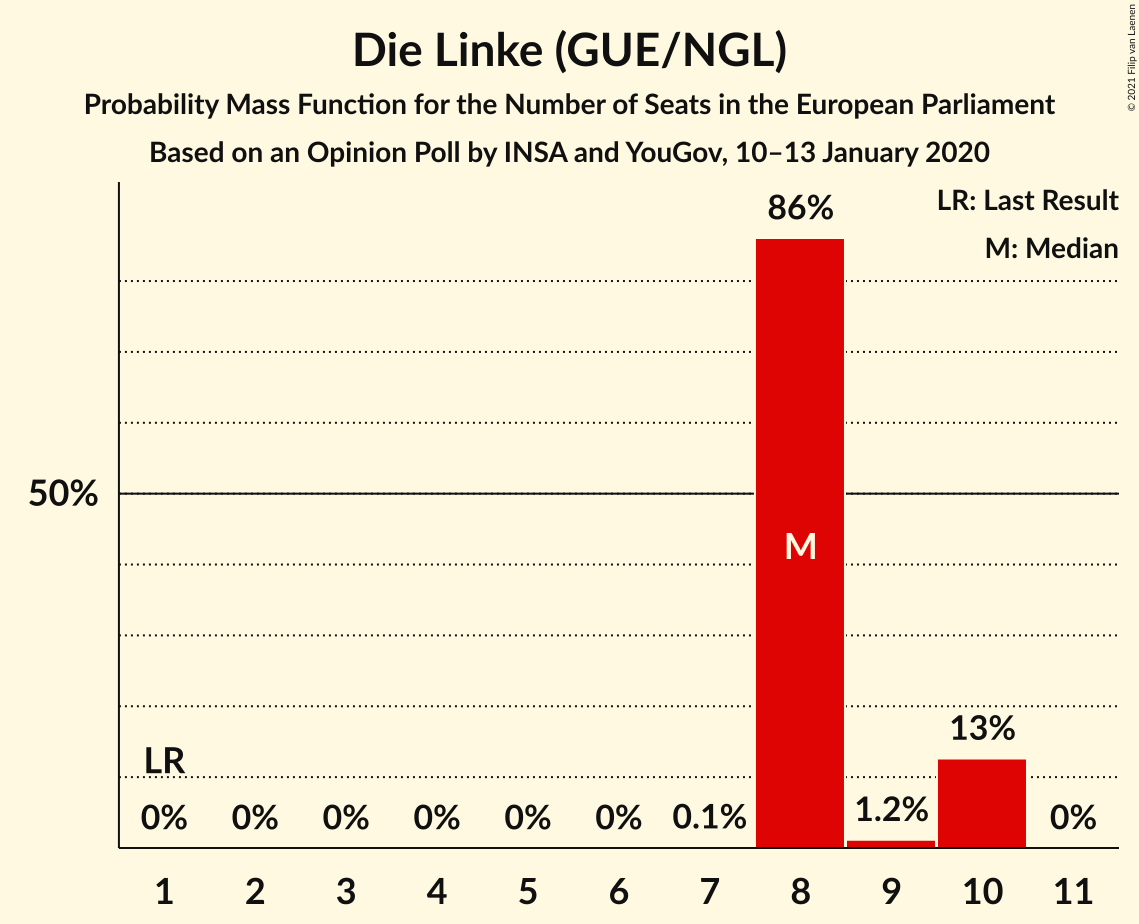 Die Linke (GUE/NGL)
Probability Mass Function for the Number of Seats in the European Parliament
Based on an Opinion Poll by INSA and YouGov, 10–13 January 2020
© 2021 Filip van Laenen
LR: Last Result
M: Median
86%
50%
M
13%
LR
0% 0% 0% 0% 0% 0% 0.1% 1.2% 0%
1 2 3 4 5 6 7 8 9 10 11